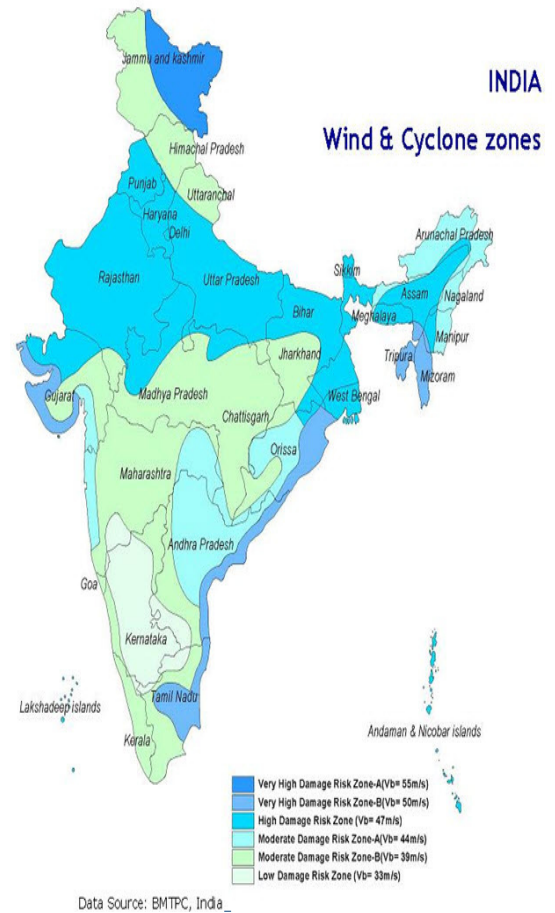 Jammu and kashmir
INDIA
Wind & Cyclone zones
Himachal Pradesh
Punjab
Uttaranchal
Haryana
Delhi
Arunachal Pradesh
Rajasthan
Uttar Pradesh
Sikkim
Assam
Nagaland
Bihar
Meghalaya
Manipur
Jharkhand
Tripura
Mizoram
Gujarat
Madhya Pradesh
West Bengal
Chattisgarh
Orissa
Maharashtra
Andhra Pradesh
Goa
Kernataka
Tamil Nadu
Lakshadeep islands
Andaman & Nicobar islands
Kerala
Very High Damage Risk Zone-A(Vb= 55m/s)
Very High Damage Risk Zone-B(Vb= 50m/s)
High Damage Risk Zone (Vb= 47m/s)
Moderate Damage Risk Zone-A(Vb= 44m/s)
Moderate Damage Risk Zone-B(Vb= 39m/s)
Low Damage Risk Zone (Vb= 33m/s)
Data Source: BMTPC, India_